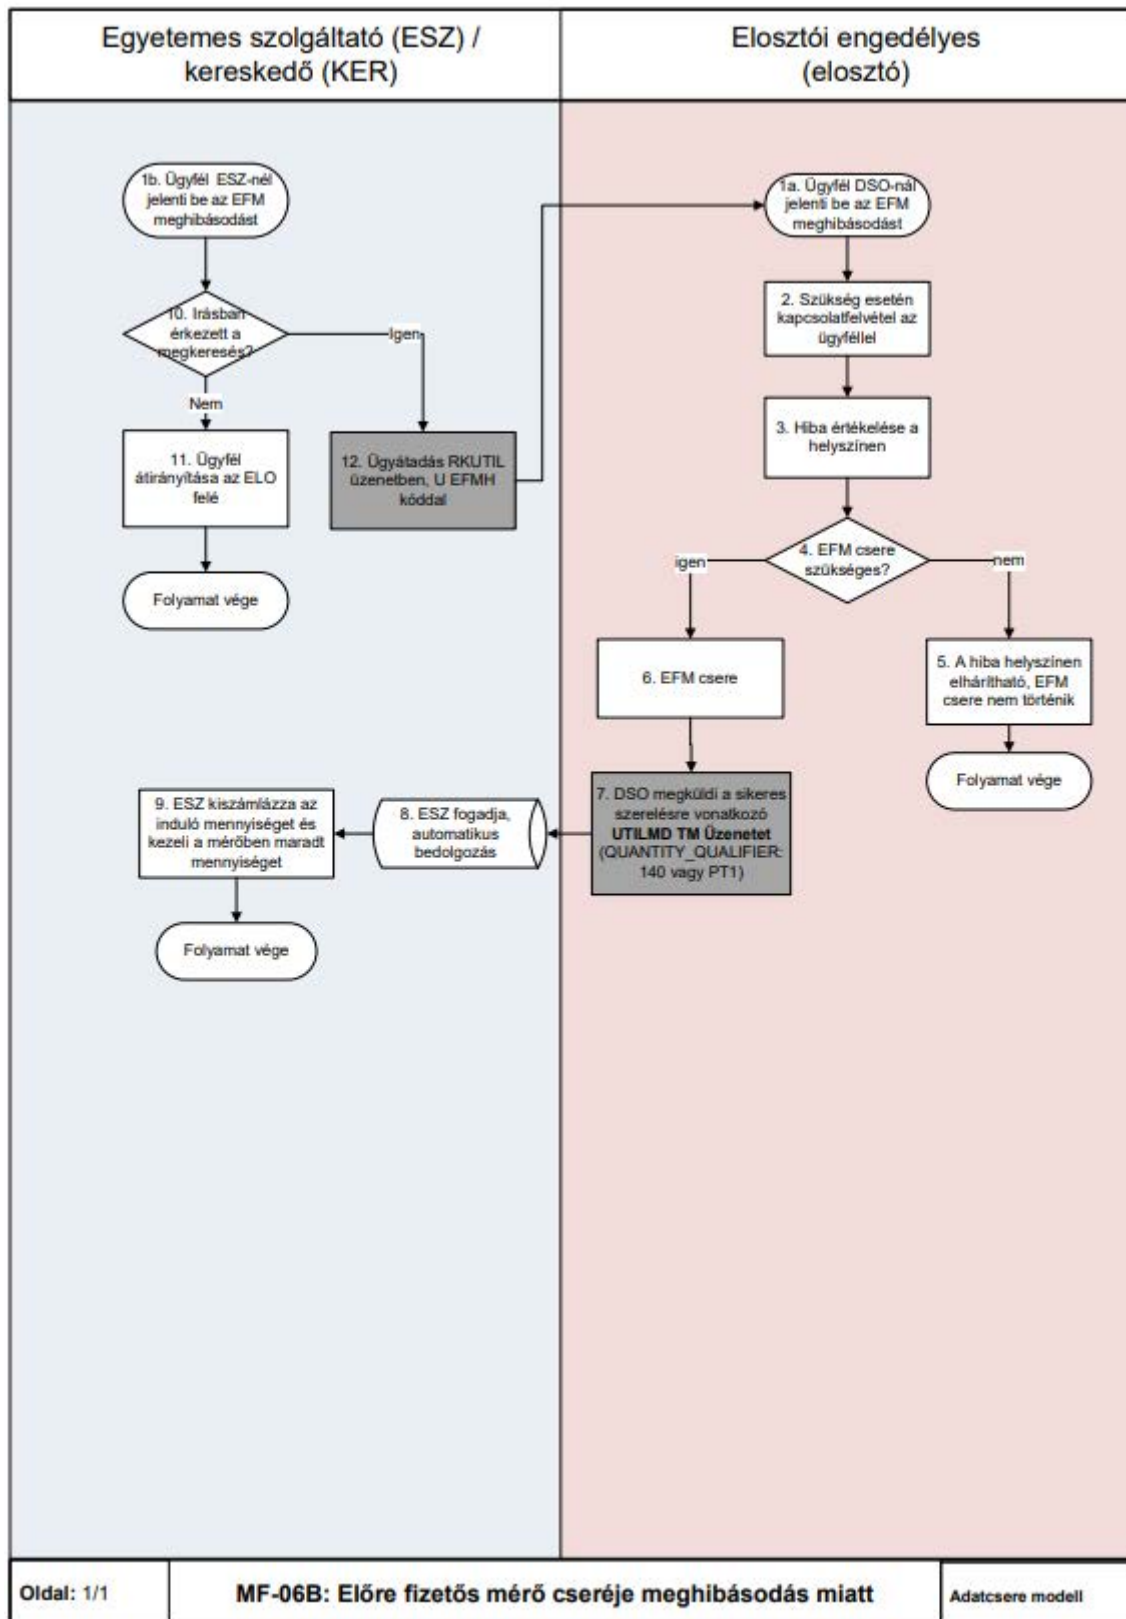 Egyetemes szolgáltató (ESZ) /
kereskedő (KER)
Elosztói engedélyes
(elosztó)
1b. Ügyfél ESZ-nél
jelenti be az EFM
meghibásodást
1a. Ügyfél DSO-nál
jelenti be az EFM
meghibásodást
10. Irásban
érkezett a
megkeresés?
Igen
Nem
2. Szükség esetén
kapcsolatfelvétel az
ügyféllel
3. Hiba értékelése a
helyszínen
11. Ügyfél
átirányítása az ELO
felé
12. Ügyátadás RKUTIL
üzenetben, U EFMH
kóddal
4. EFM csere
szükséges?
igen
nem
Folyamat vége
6. EFM csere
5. A hiba helyszínen
elhárítható, EFM
csere nem történik
Folyamat vége
7. DSO megküldi a sikeres
szerelésre vonatkozó
UTILMD TM Üzenetet
(QUANTITY_QUALIFIER:
140 vagy PT1)
8. ESZ fogadja,
automatikus
bedolgozás
9. ESZ kiszámlázza az
induló mennyiséget és
kezeli a mérőben maradt
mennyiséget
Folyamat vége
Oldal: 1/1
MF-06B: Előre fizetős mérő cseréje meghibásodás miatt
Adatcsere modell